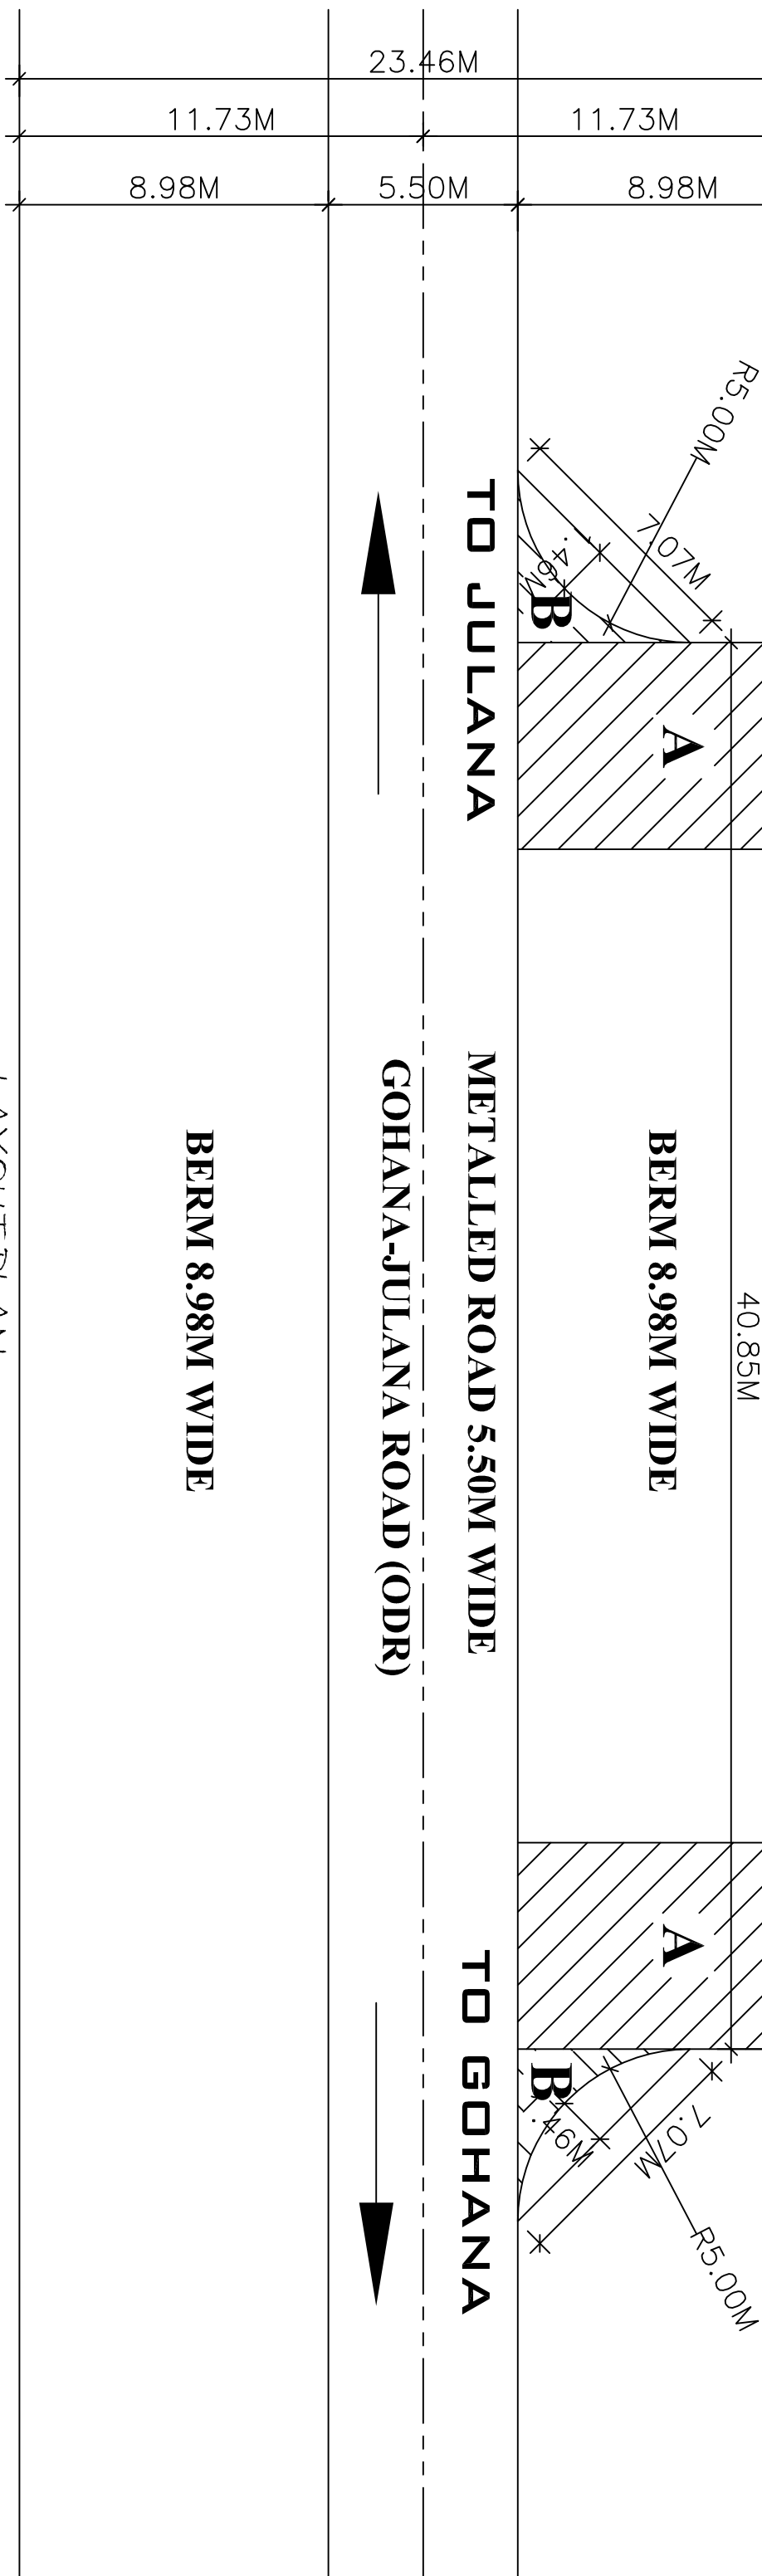 23.46M
11.73M
11.73M
8.98M
5.50M
8.98M
R5.00M
7.07M
B
A
TO JULANA
BERM 8.98M WIDE
40.85M
METALLED ROAD 5.50M WIDE
GOHANA-JULANA ROAD (ODR)
BERM 8.98M WIDE
A
TO GOHANA
B
7.07M
R5.00M